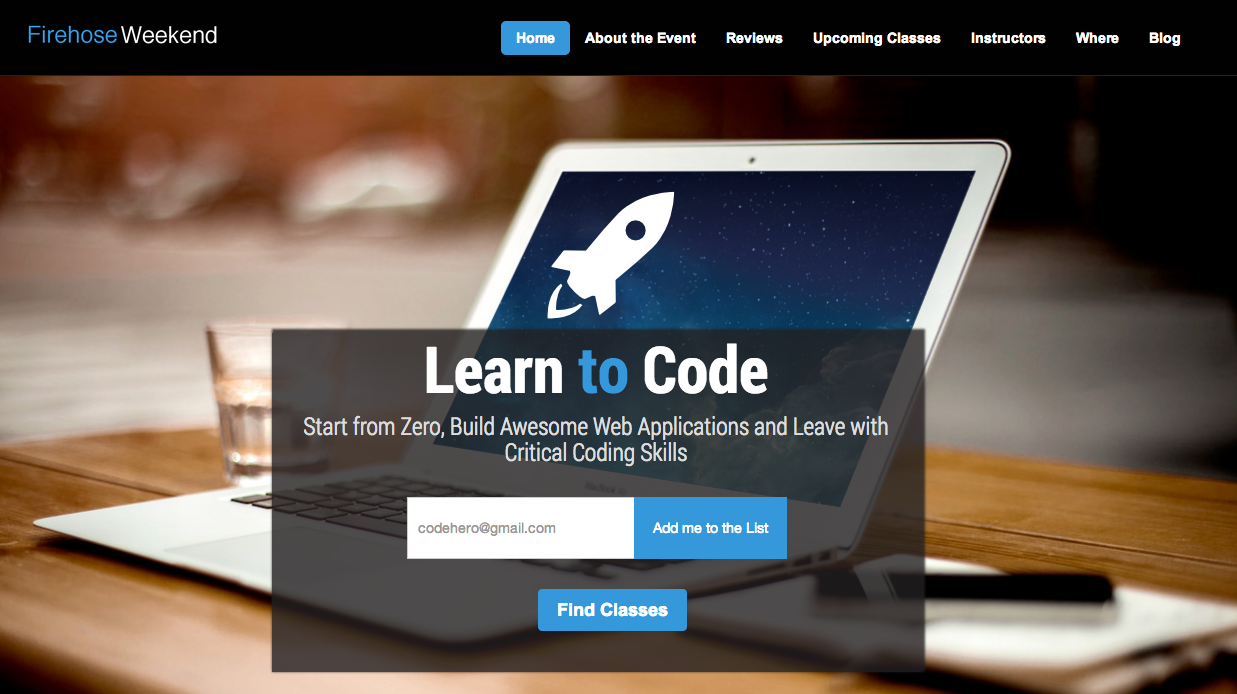 Firehose Weekend
Home
About the Event
Reviews
Upcoming Classes
Instructors
Where
Blog
Learn to Code
Start from Zero, Build Awesome Web Applications and Leave with
Critical Coding Skills
codehero@gmail.com
Add me to the List
Find Classes